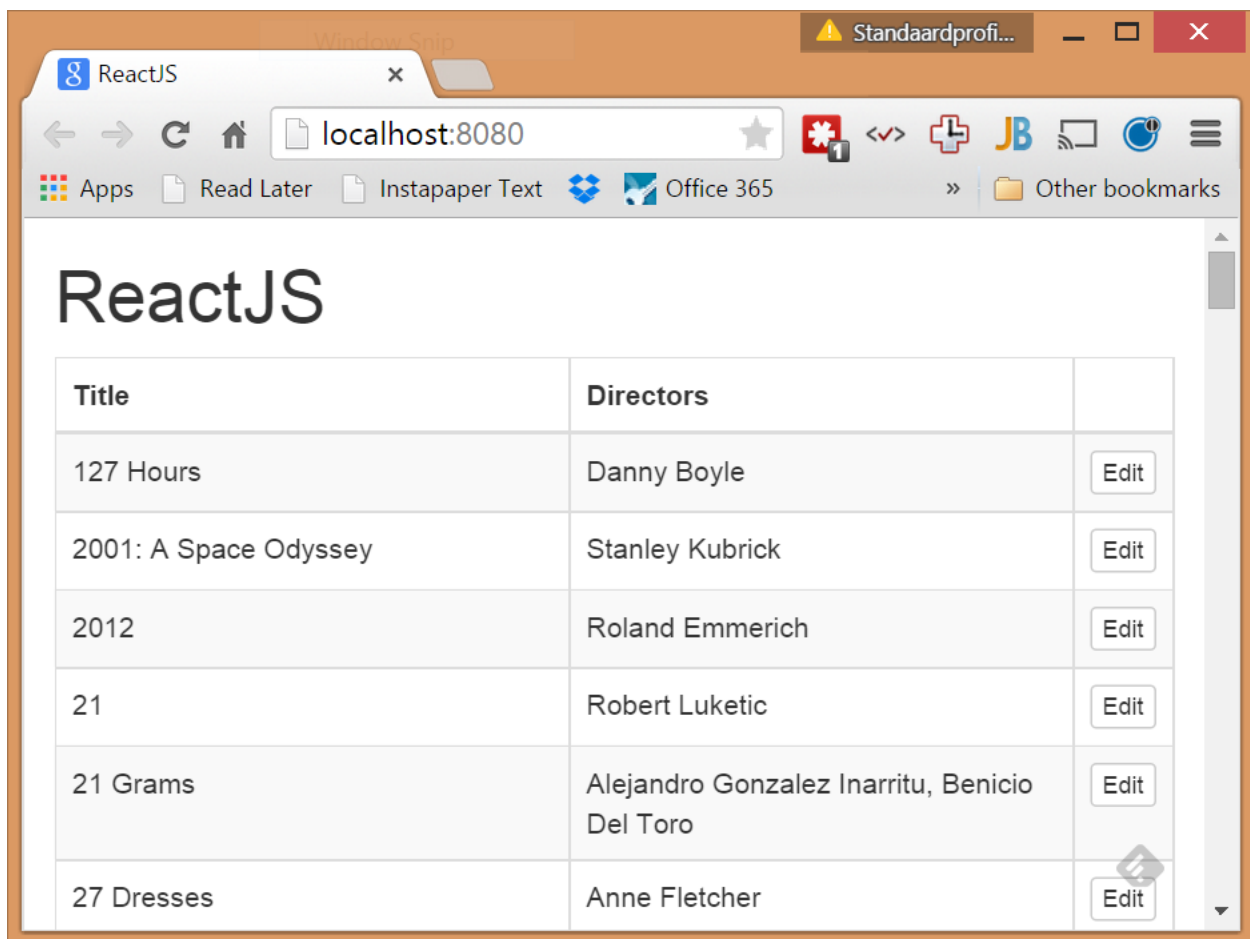 Window Snip
Standaardprofi...
ReactJS
localhost:8080
1
JB
Apps Read Later Instapaper Text Office 365 » Other bookmarks
ReactJS
Title Directors
127 Hours Danny Boyle Edit
2001: A Space Odyssey Stanley Kubrick Edit
2012 Roland Emmerich Edit
21 Robert Luketic Edit
21 Grams Alejandro Gonzalez Inarritu, Benicio Edit
Del Toro
27 Dresses Anne Fletcher Edit